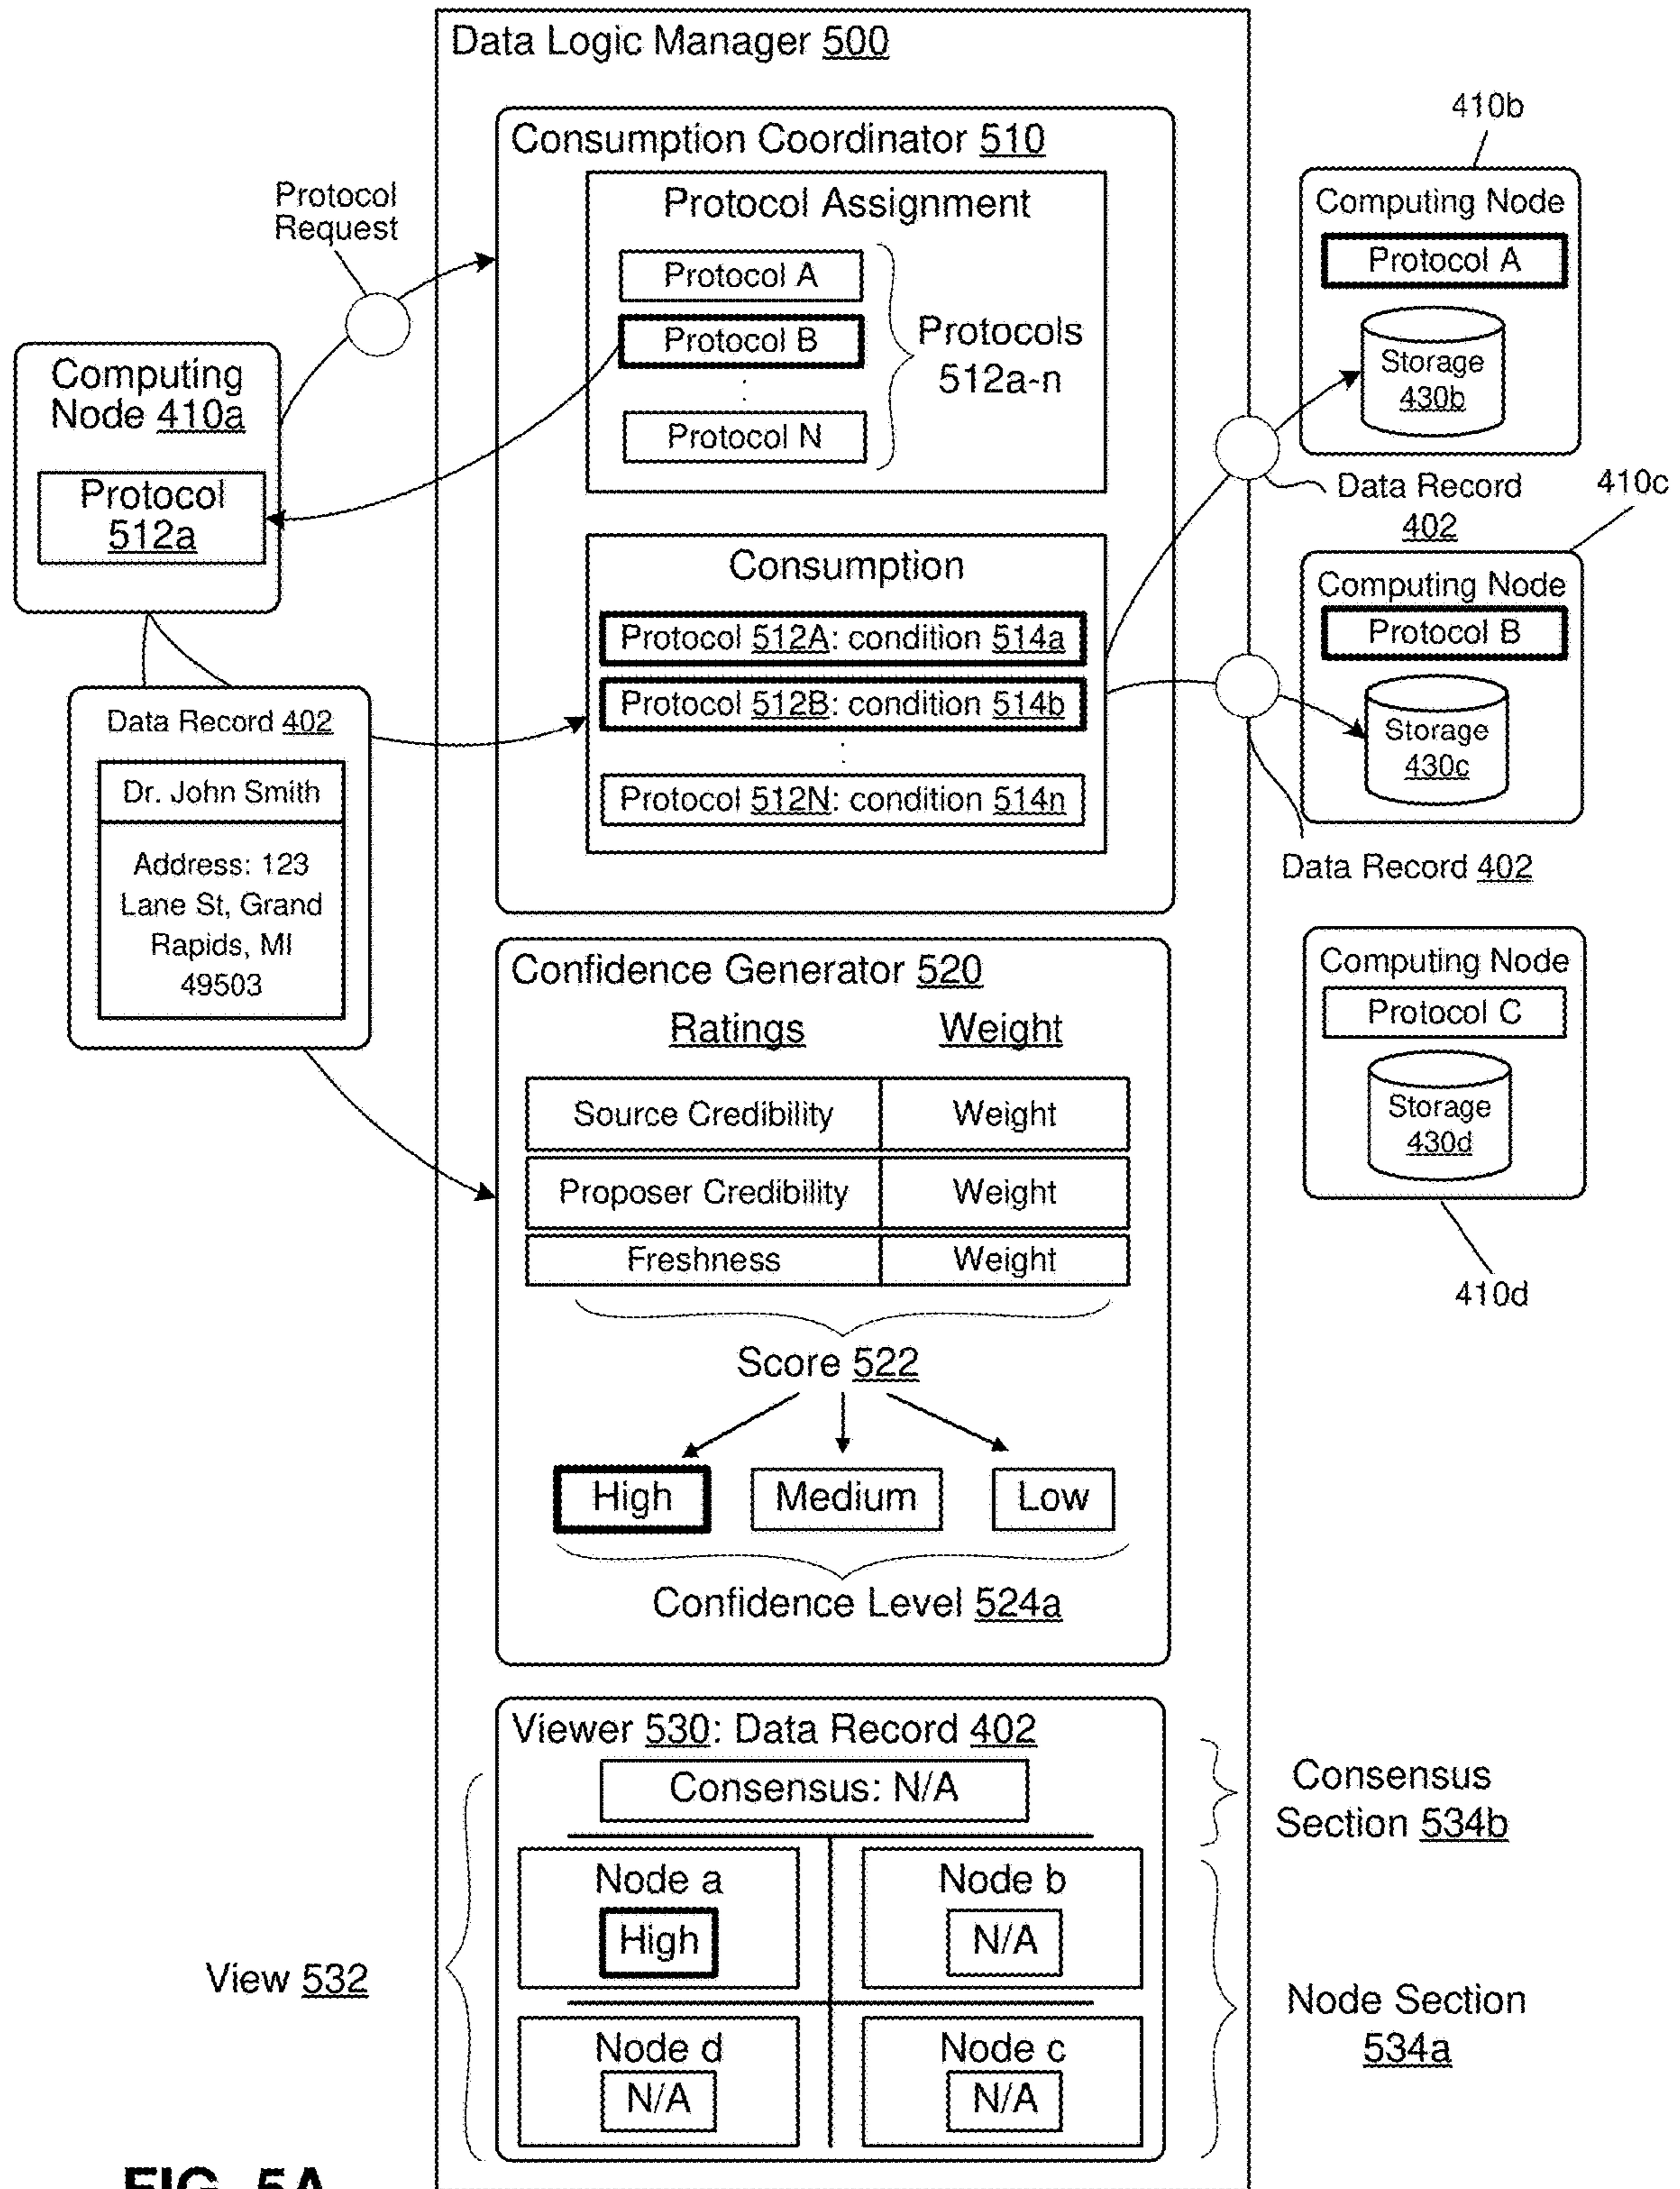 Data Logic Manager 500
Consumption Coordinator 510
Protocol Assignment
Protocol A
Protocol B
Protocol N
Protocols
512a-n
Protocol
Request
Computing
Node 410a
Protocol
512a
Consumption
Protocol 512A: condition 514a
Protocol 512B: condition 514b
Protocol 512N: condition 514n
Data Record 402
Dr. John Smith
Address: 123
Lane St, Grand
Rapids, MI
49503
410b
Computing Node
Protocol A
Storage
430b
Data Record
402
410c
Computing Node
Protocol B
Storage
430c
Data Record 402
Computing Node
Protocol C
Storage
430d
410d
Confidence Generator 520
Ratings Weight
Source Credibility Weight
Proposer Credibility Weight
Freshness Weight
Score 522
High Medium Low
Confidence Level 524a
Viewer 530: Data Record 402
Consensus: N/A
Node a
High
Node b
N/A
Node d
N/A
Node c
N/A
View 532
Consensus
Section 534b
Node Section
534a
FIG. 5A